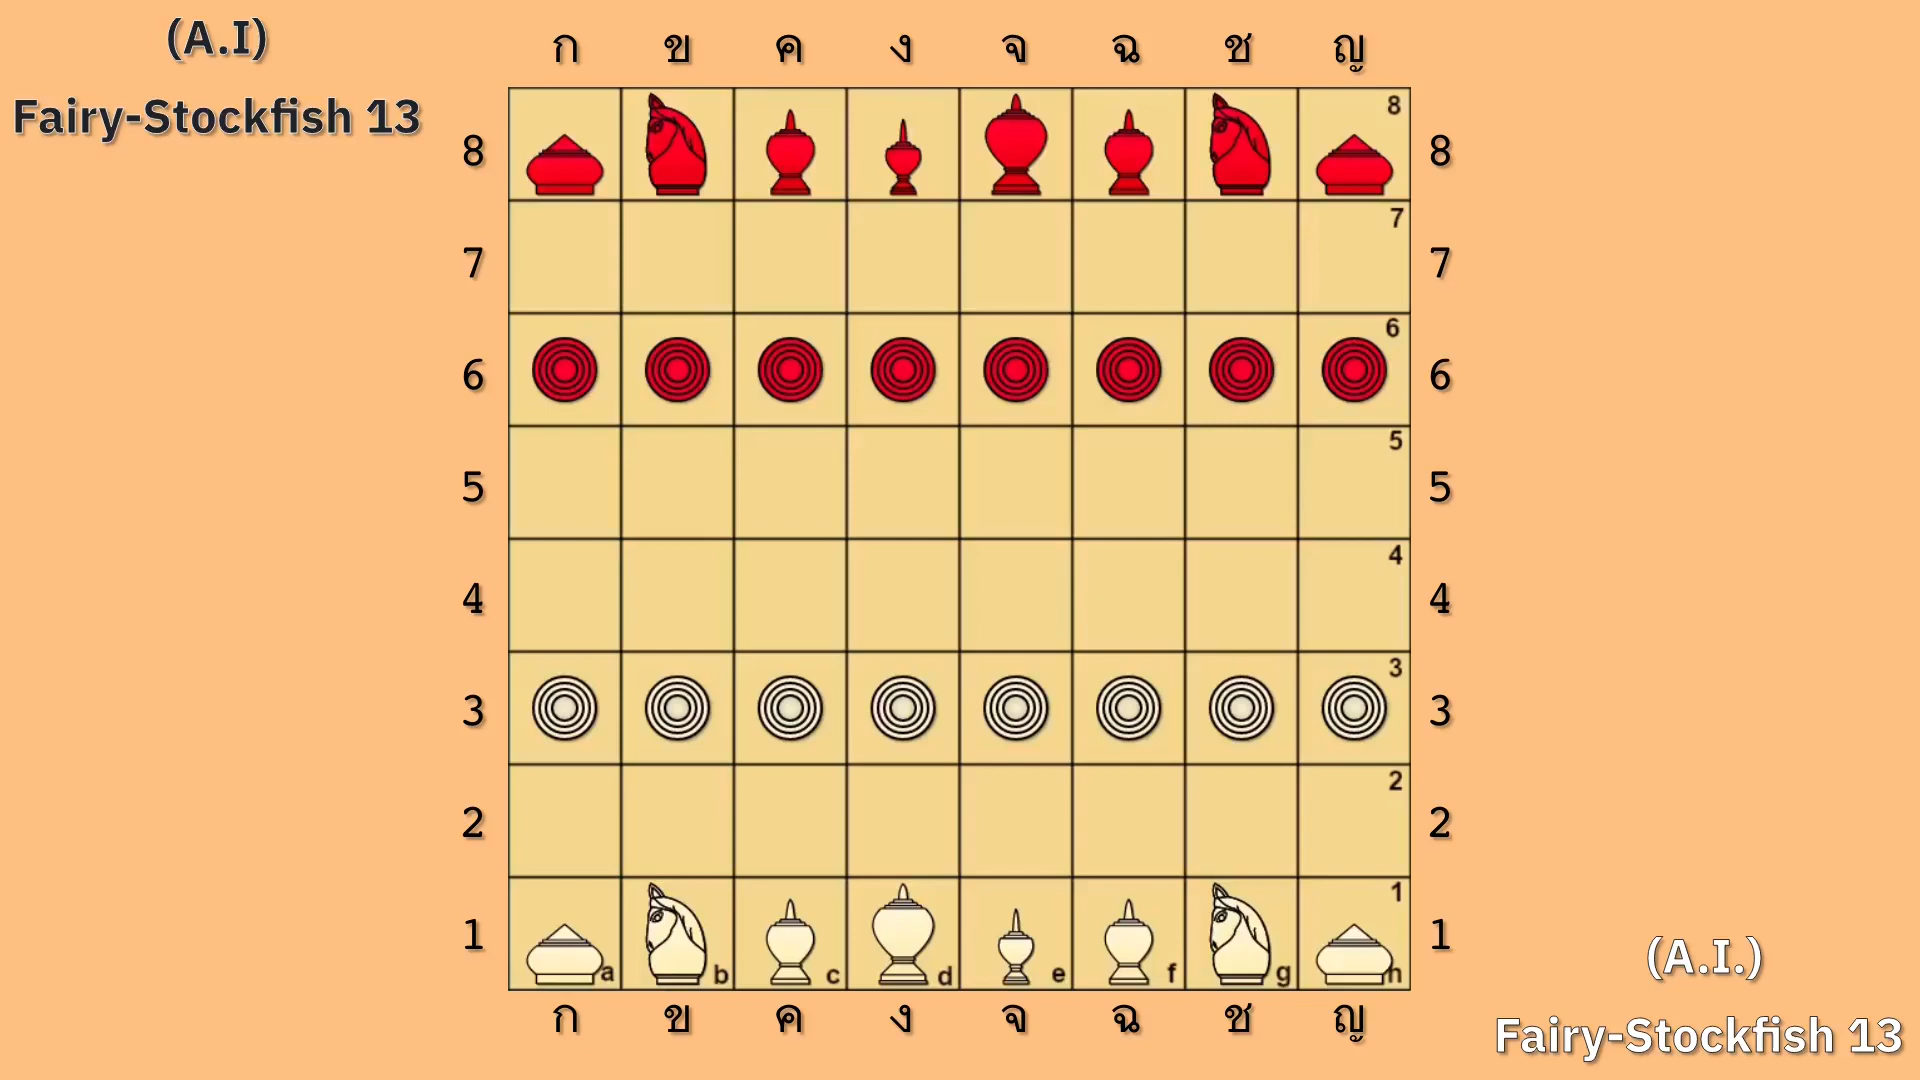 (A.I)
Fairy-Stockfish 13
ก ข ค ง จ ฉ ช ญ
8 8 8
7 7 7
6 6 6
5 5 5
4 4 4
3 3 3
2 2 2
1 1 1
a b c d e f g h
ก ข ค ง จ ฉ ช ญ
(A.I.)
Fairy-Stockfish 13